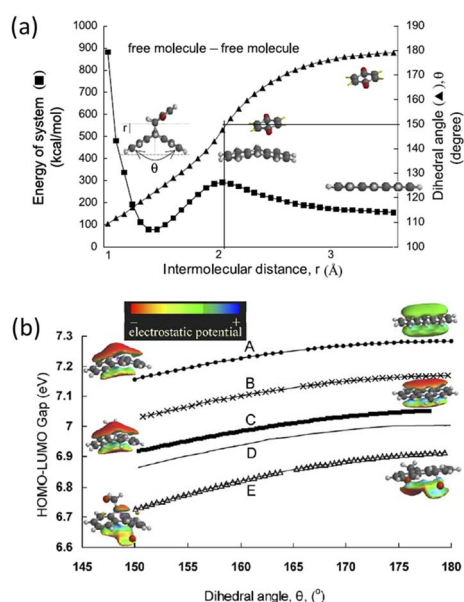 (a)
free molecule – free molecule
Energy of system (■)
(kcal/mol)
1000
900
800
700
600
500
400
300
200
100
0
r
θ
1
2
3
Intermolecular distance, r (Å)
180
170
160
150
140
130
120
110
100
Dihedral angle (▲), θ
(degree)
(b)
− +
electrostatic potential
HOMO-LUMO Gap (eV)
7.3
7.2
7.1
7
6.9
6.8
6.7
6.6
A
B
C
D
E
145
150
155
160
165
170
175
180
Dihedral angle, θ, (°)